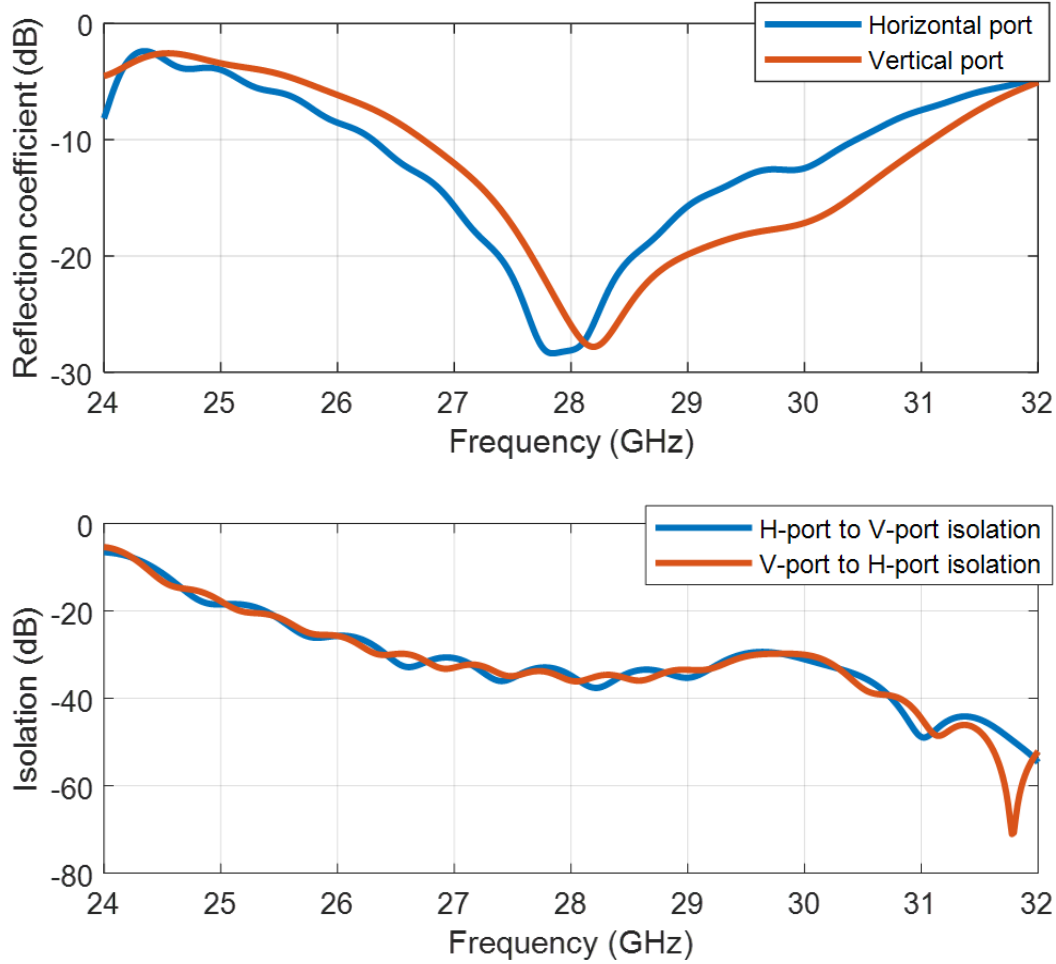 Reflection coefficient (dB)
0
-10
-20
-30
Horizontal port
Vertical port
24 25 26 27 28 29 30 31 32
Frequency (GHz)
Isolation (dB)
0
-20
-40
-60
-80
H-port to V-port isolation
V-port to H-port isolation
24 25 26 27 28 29 30 31 32
Frequency (GHz)